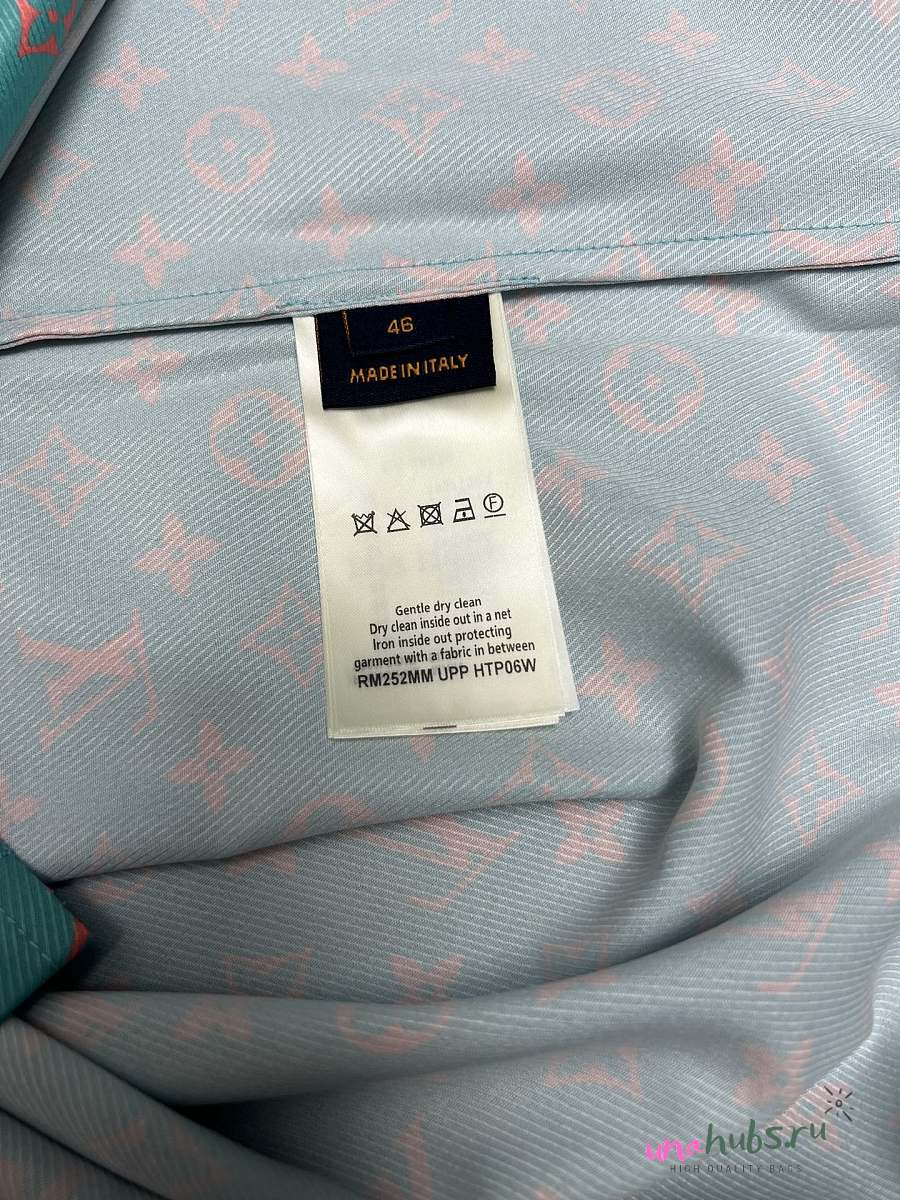 46
MADE IN ITALY
F
Gentle dry clean
Dry clean inside out in a net
Iron inside out protecting
garment with a fabric in between
RM252MM UPP HTP06W
unahubs.ru
HIGH QUALITY BAGS